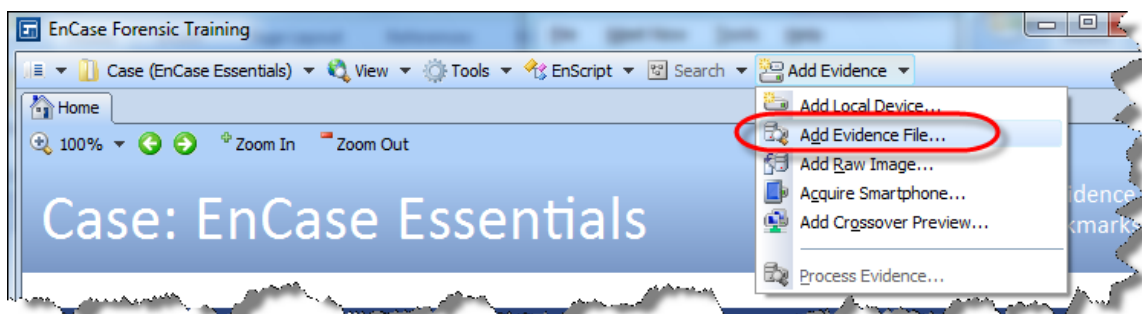 EnCase Forensic Training
Case (EnCase Essentials) View Tools EnScript Search Add Evidence
Home
Add Local Device...
100% Zoom In Zoom Out
Add Evidence File...
Add Raw Image...
Acquire Smartphone...
Case: EnCase Essentials
Add Crossover Preview...
Process Evidence...